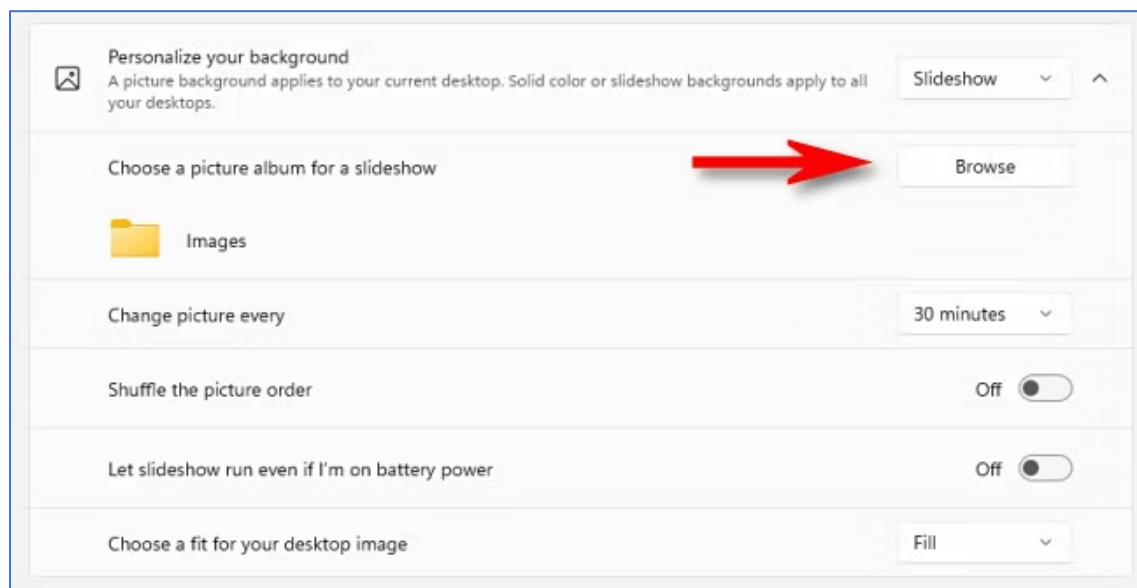 Personalize your background
A picture background applies to your current desktop. Solid color or slideshow backgrounds apply to all
your desktops.
Slideshow
Choose a picture album for a slideshow
Browse
Images
Change picture every
30 minutes
Shuffle the picture order
Off
Let slideshow run even if I'm on battery power
Off
Choose a fit for your desktop image
Fill